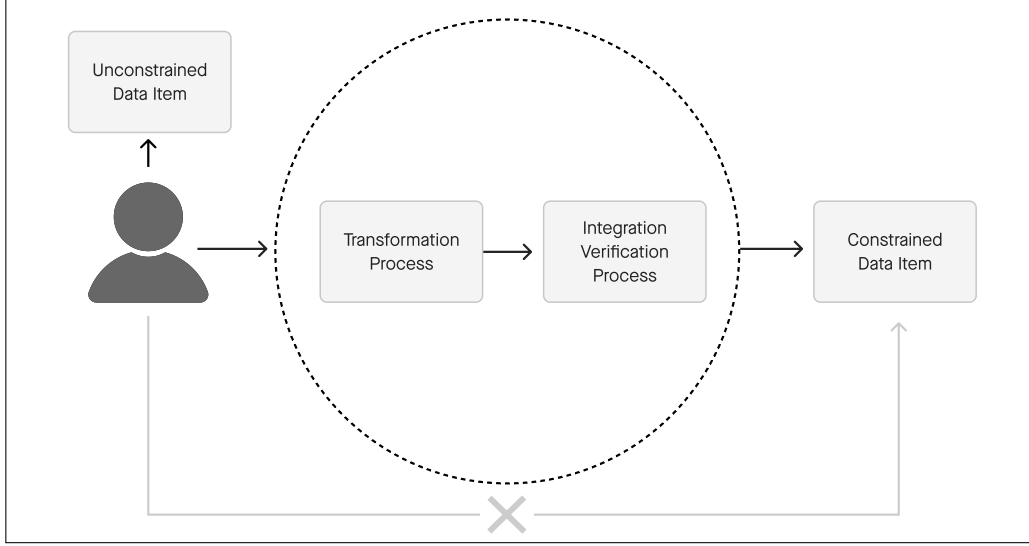 Unconstrained
Data Item
Transformation
Process
Integration
Verification
Process
Constrained
Data Item